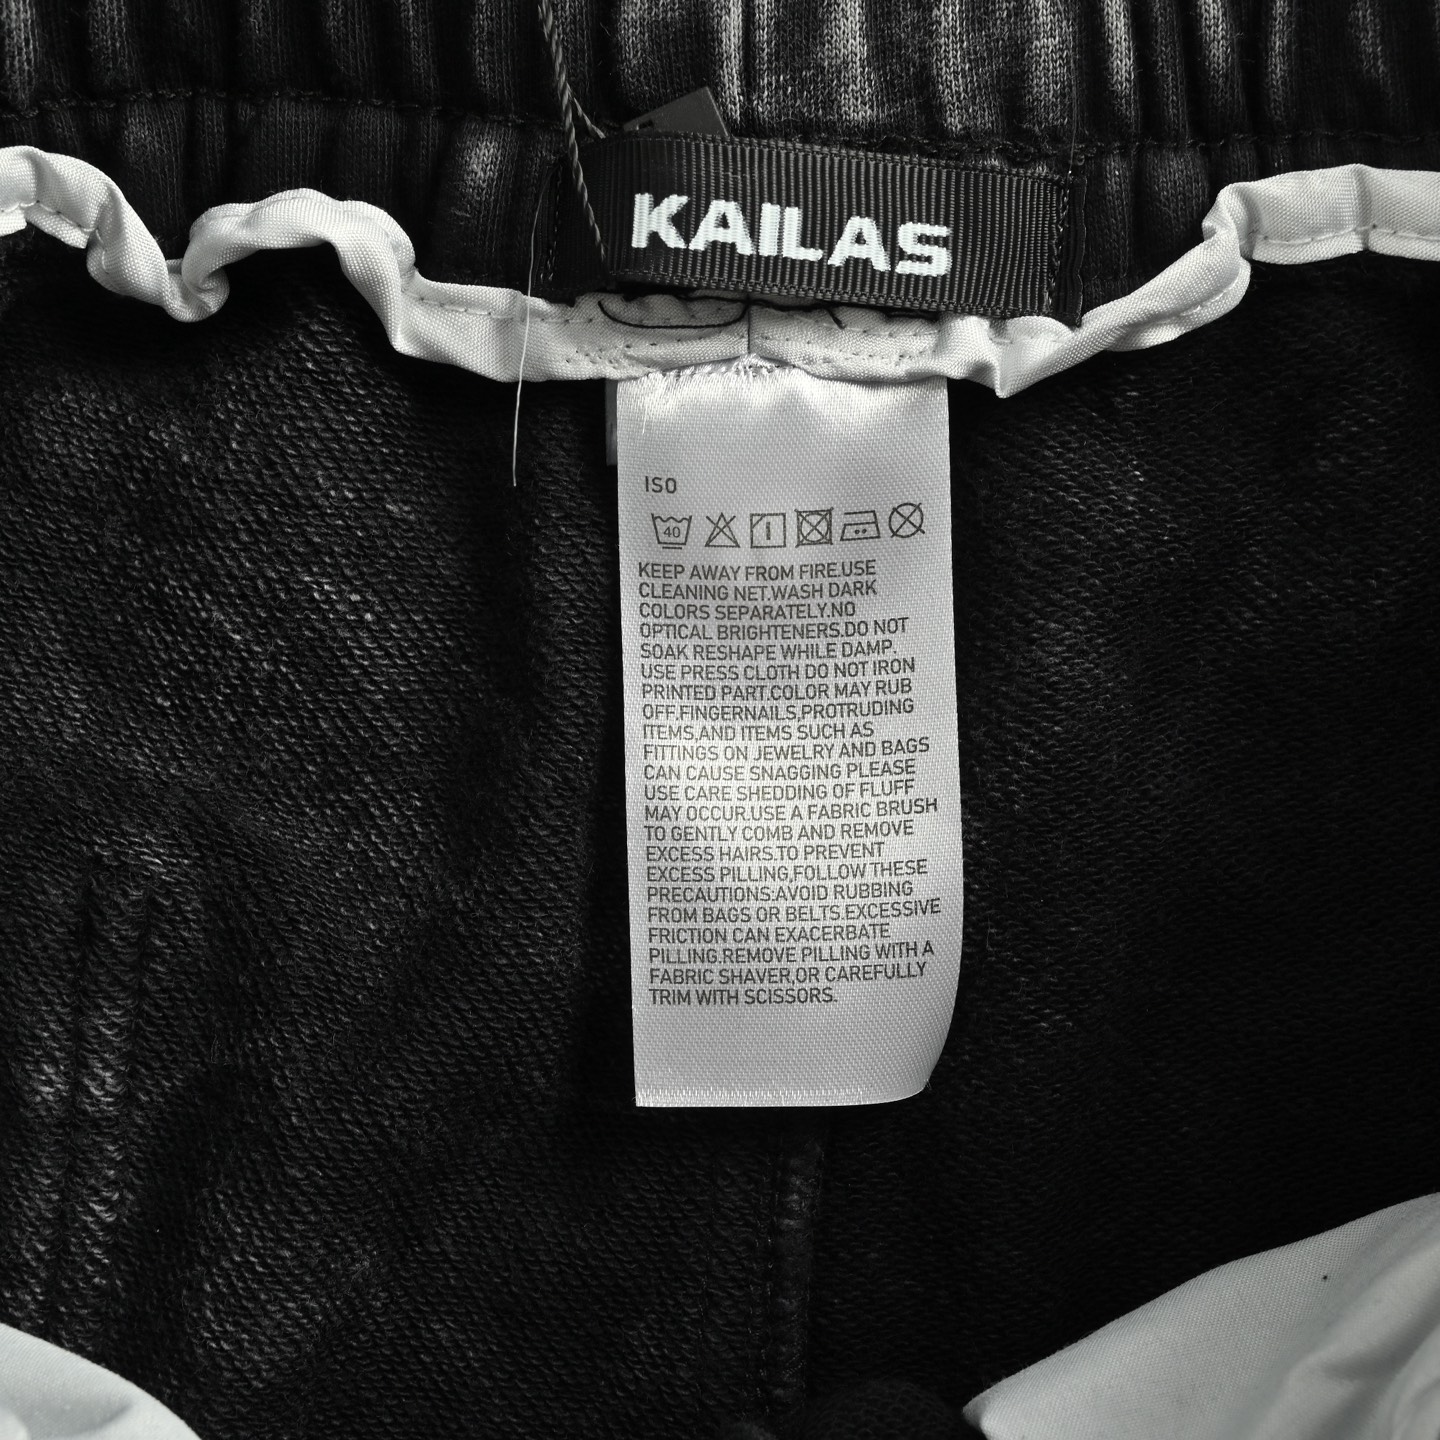 KAILAS
ISO
40
KEEP AWAY FROM FIRE.USE
CLEANING NET.WASH DARK
COLORS SEPARATELY.NO
OPTICAL BRIGHTENERS.DO NOT
SOAK RESHAPE WHILE DAMP.
USE PRESS CLOTH DO NOT IRON
PRINTED PART.COLOR MAY RUB
OFF.FINGERNAILS,PROTRUDING
ITEMS,AND ITEMS SUCH AS
FITTINGS ON JEWELRY AND BAGS
CAN CAUSE SNAGGING PLEASE
USE CARE SHEDDING OF FLUFF
MAY OCCUR.USE A FABRIC BRUSH
TO GENTLY COMB AND REMOVE
EXCESS HAIRS.TO PREVENT
EXCESS PILLING,FOLLOW THESE
PRECAUTIONS:AVOID RUBBING
FROM BAGS OR BELTS.EXCESSIVE
FRICTION CAN EXACERBATE
PILLING.REMOVE PILLING WITH A
FABRIC SHAVER,OR CAREFULLY
TRIM WITH SCISSORS.